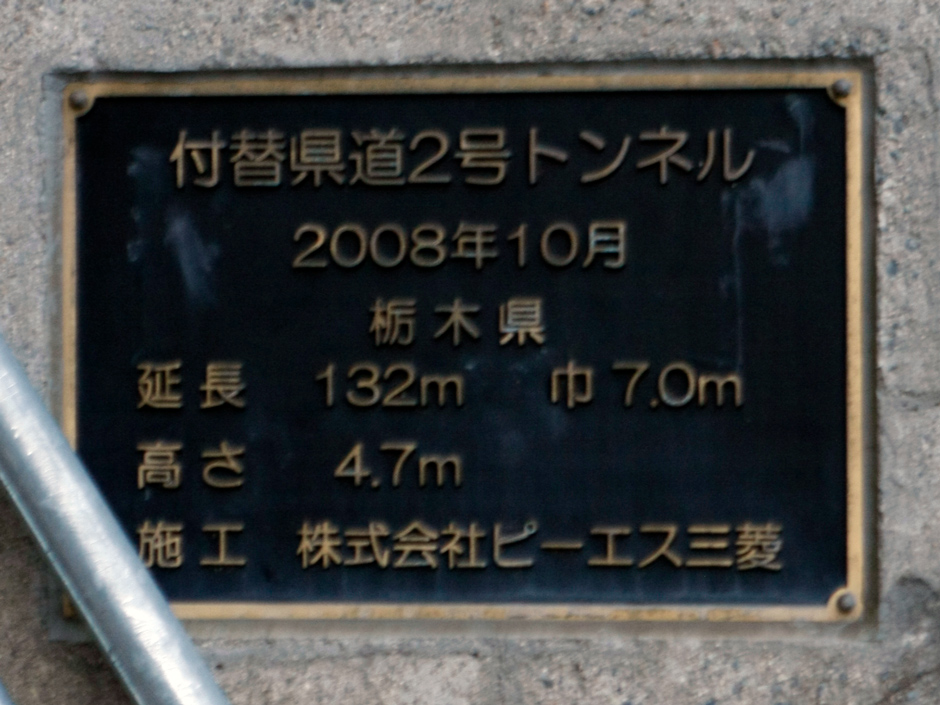 付替県道2号トンネル
2008年10月
栃木県
延長 132m 巾 7.0m
高さ 4.7m
施工 株式会社ピーエス三菱